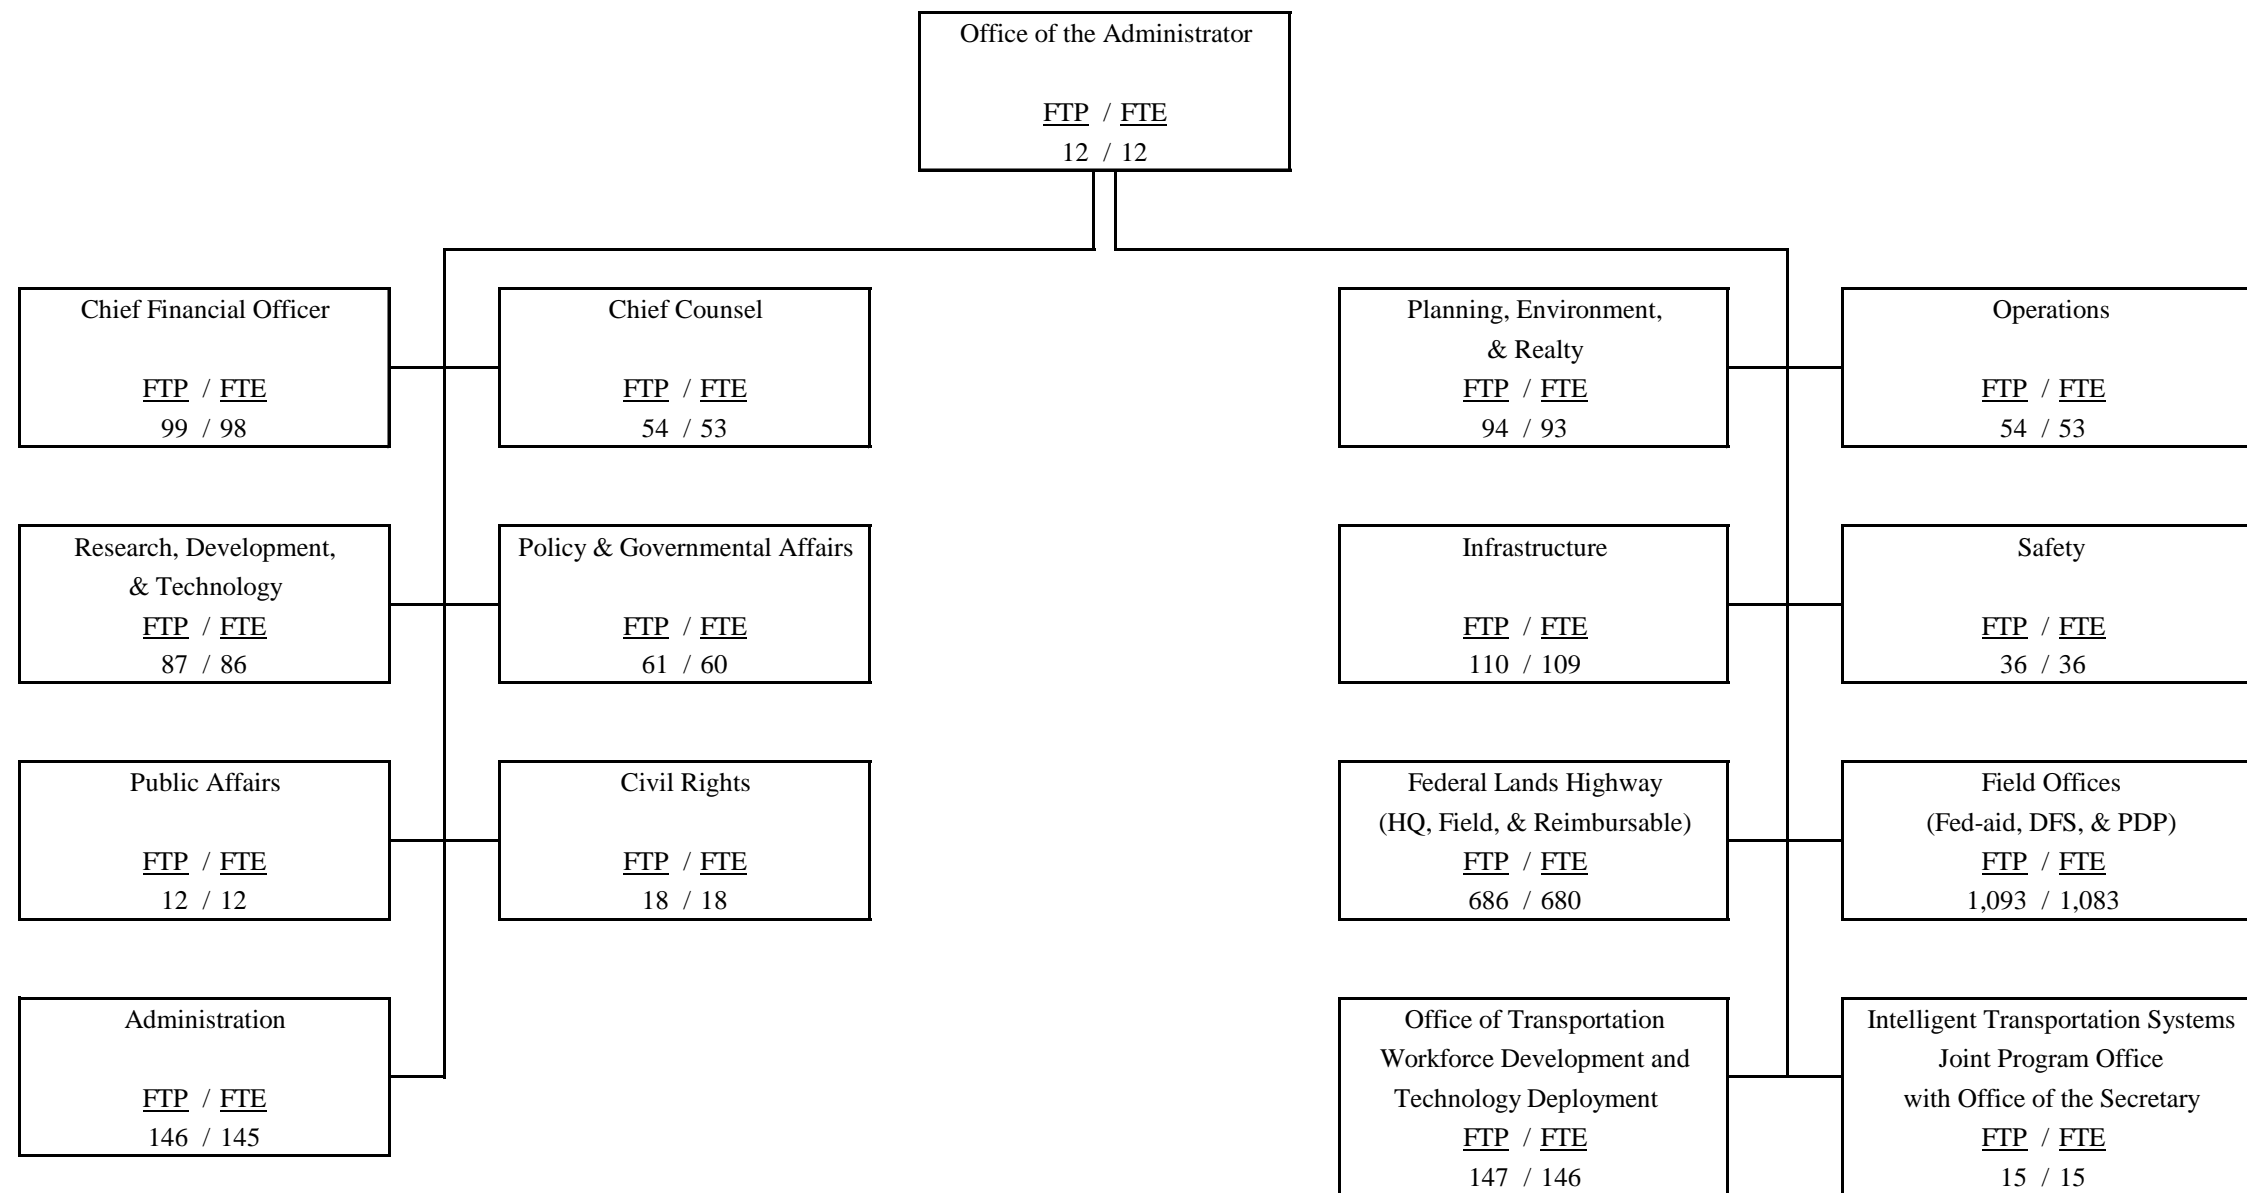 Office of the Administrator
FTP / FTE
12 / 12
Chief Financial Officer
FTP / FTE
99 / 98
Chief Counsel
FTP / FTE
54 / 53
Planning, Environment,
& Realty
FTP / FTE
94 / 93
Operations
FTP / FTE
54 / 53
Research, Development,
& Technology
FTP / FTE
87 / 86
Policy & Governmental Affairs
FTP / FTE
61 / 60
Infrastructure
FTP / FTE
110 / 109
Safety
FTP / FTE
36 / 36
Public Affairs
FTP / FTE
12 / 12
Civil Rights
FTP / FTE
18 / 18
Federal Lands Highway
(HQ, Field, & Reimbursable)
FTP / FTE
686 / 680
Field Offices
(Fed-aid, DFS, & PDP)
FTP / FTE
1,093 / 1,083
Administration
FTP / FTE
146 / 145
Office of Transportation
Workforce Development and
Technology Deployment
FTP / FTE
147 / 146
Intelligent Transportation Systems
Joint Program Office
with Office of the Secretary
FTP / FTE
15 / 15